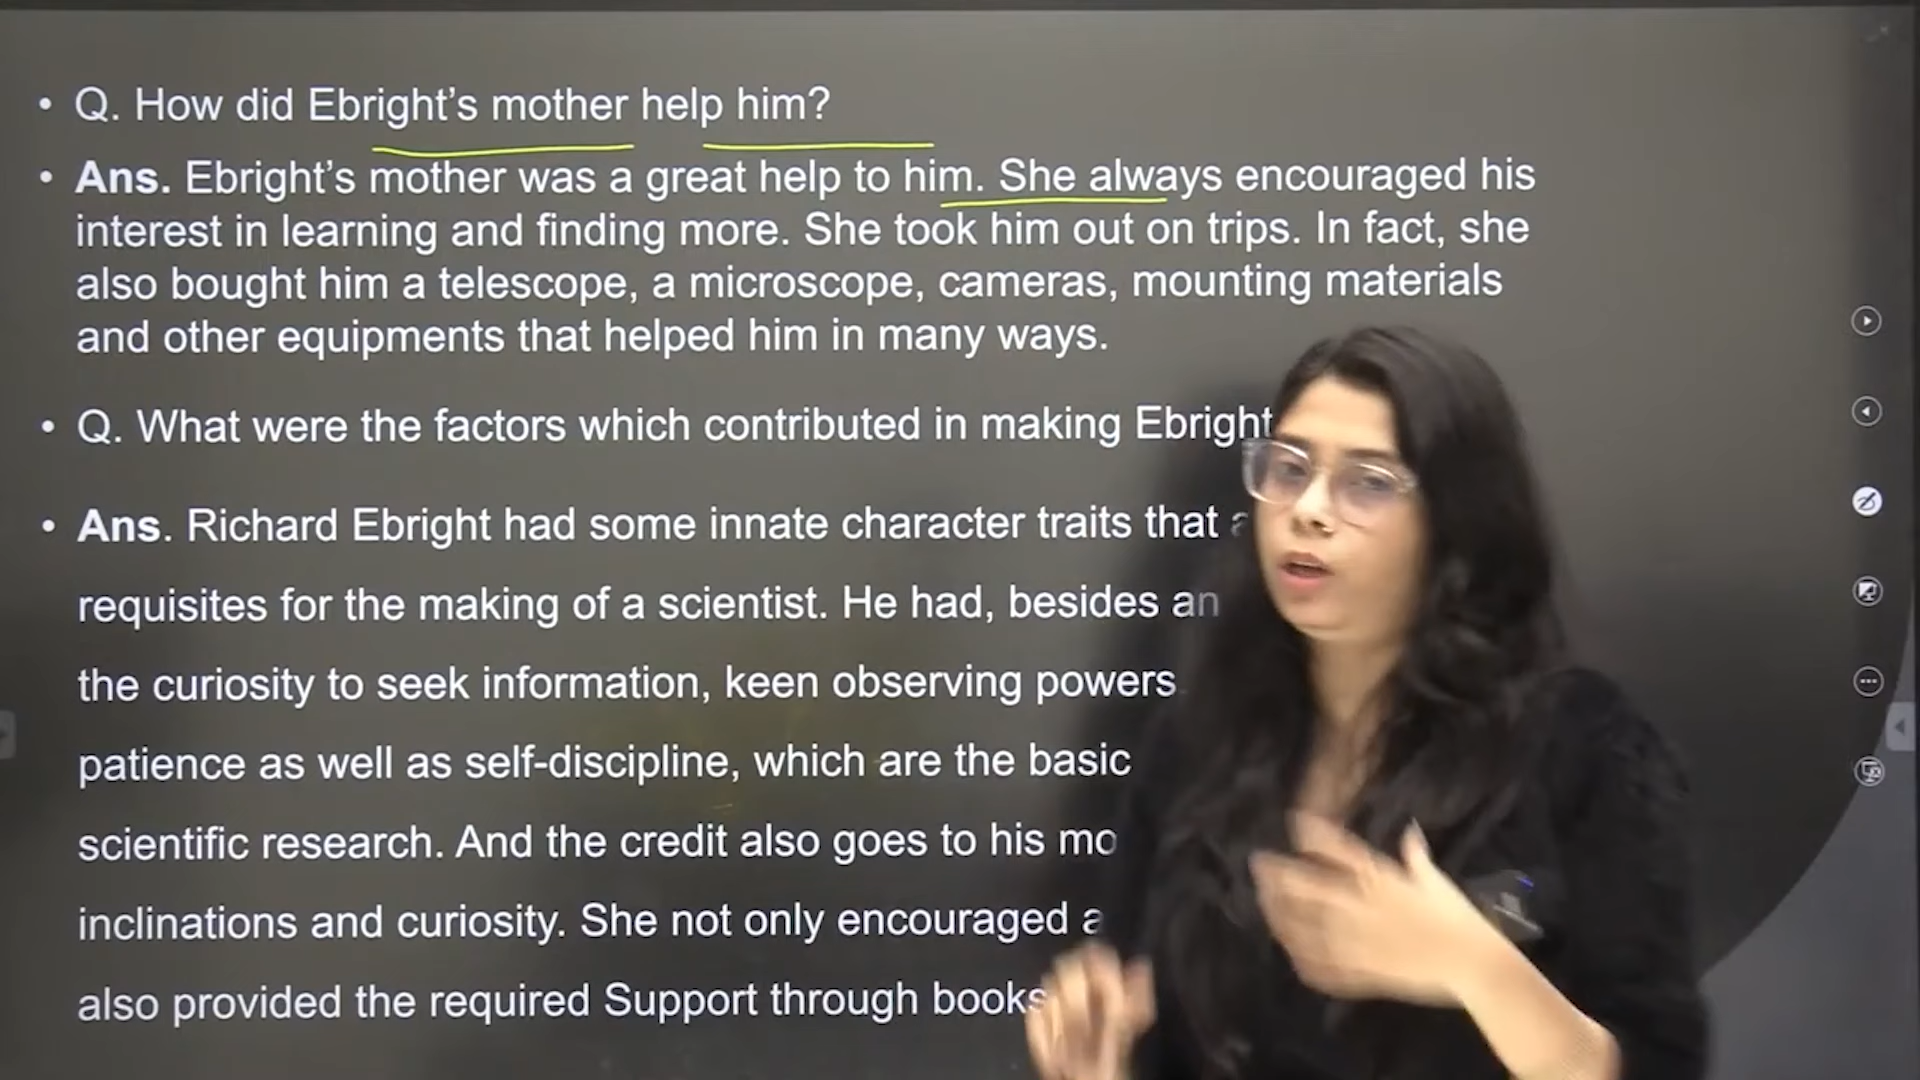 • Q. How did Ebright's mother help him?
• Ans. Ebright's mother was a great help to him. She always encouraged his
interest in learning and finding more. She took him out on trips. In fact, she
also bought him a telescope, a microscope, cameras, mounting materials
and other equipments that helped him in many ways.
• Q. What were the factors which contributed in making Ebright
• Ans. Richard Ebright had some innate character traits that
requisites for the making of a scientist. He had, besides an
the curiosity to seek information, keen observing powers
patience as well as self-discipline, which are the basic
scientific research. And the credit also goes to his
inclinations and curiosity. She not only encouraged
also provided the required Support through books